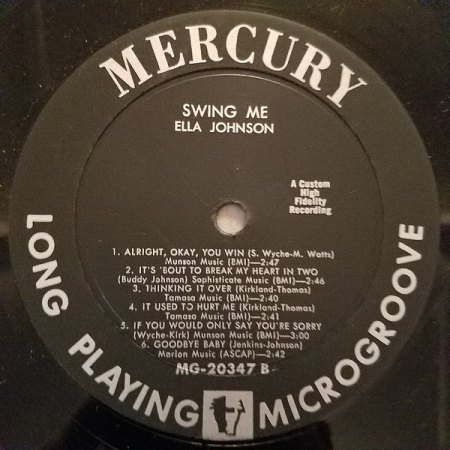 MERCURY
SWING ME
ELLA JOHNSON
A Custom
High
Fidelity
Recording
1. ALRIGHT, OKAY, YOU WIN (S. Wyche-M. Watts)
Munson Music (BMI)—2:47
2. IT'S 'BOUT TO BREAK MY HEART IN TWO
(Buddy Johnson) Sophisticate Music (BMI)—2:46
3. THINKING IT OVER (Kirkland-Thomas)
Tamasa Music (BMI)—2:40
4. IT USED TO HURT ME (Kirkland-Thomas)
Tamasa Music (BMI)—2:41
5. IF YOU WOULD ONLY SAY YOU'RE SORRY
(Wyche-Kirk) Munson Music (BMI)—3:00
6. GOODBYE BABY (Jenkins-Johnson)
Marlon Music (ASCAP)—2:42
MG-20347 B
LONG PLAYING MICROGROOVE